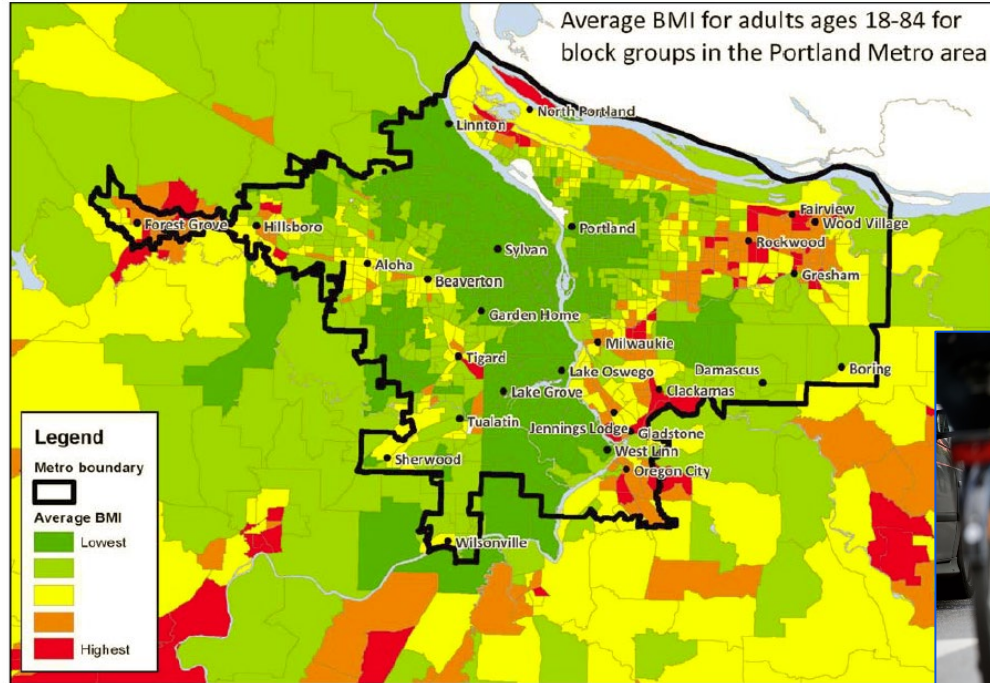 Average BMI for adults ages 18-84 for
block groups in the Portland Metro area
North Portland
Linnton
Forest Grove
Hillsboro
Fairview
Wood Village
Portland
Rockwood
Sylvan
Aloha
Gresham
Beaverton
Garden Home
Milwaukie
Tigard
Lake Oswego
Damascus
Boring
Lake Grove
Clackamas
Tualatin
Jennings Lodge
Gladstone
West Linn
Sherwood
Oregon City
Wilsonville
Legend
Metro boundary
Average BMI
Lowest
Highest